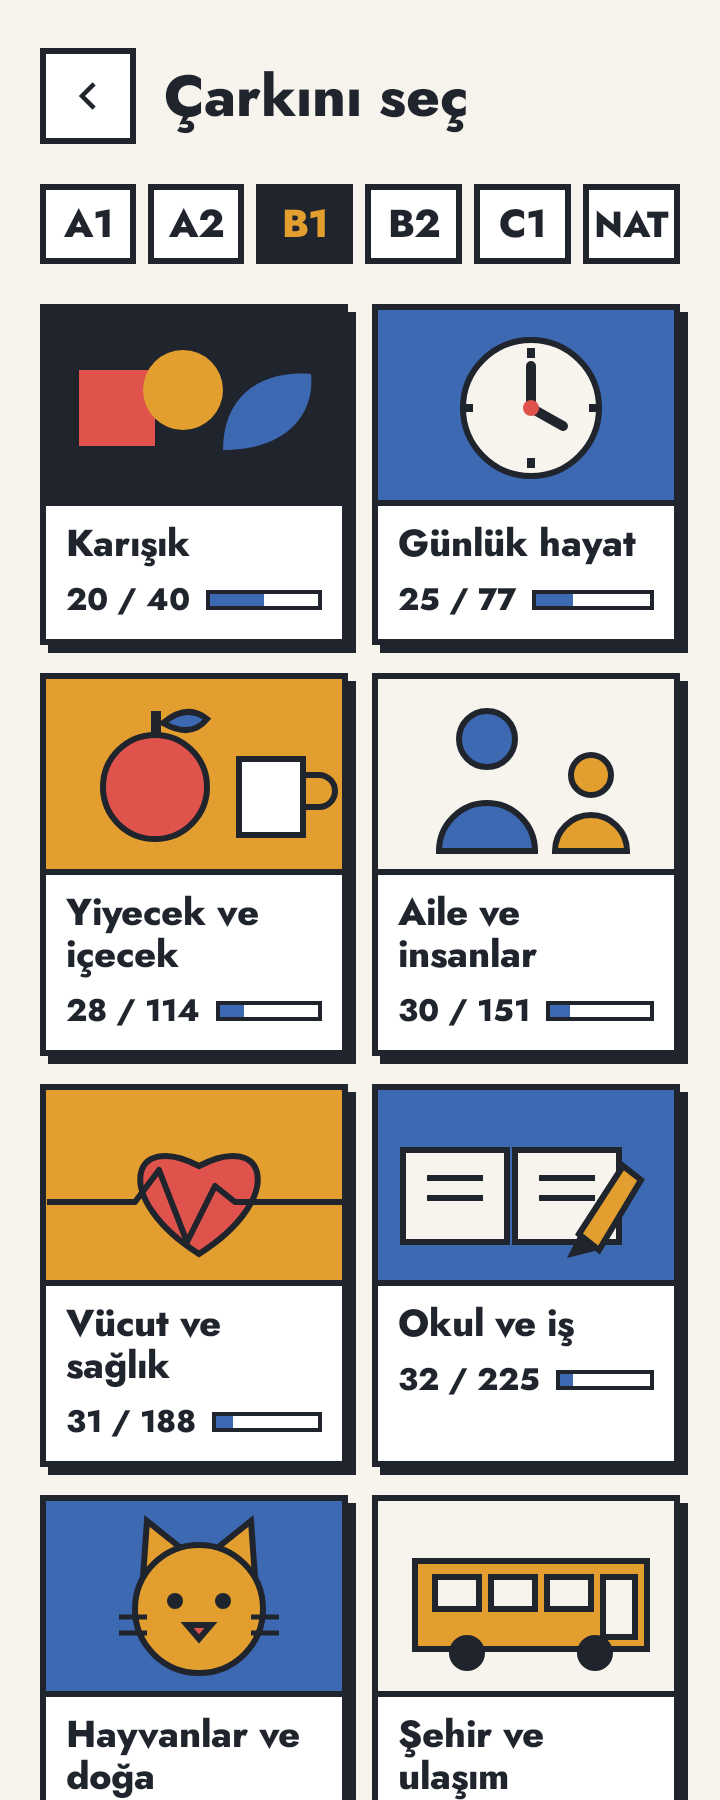 Çarkını seç
A1 A2 B1 B2 C1 NAT
Karışık
20 / 40
Günlük hayat
25 / 77
Yiyecek ve
içecek
28 / 114
Aile ve
insanlar
30 / 151
Vücut ve
sağlık
31 / 188
Okul ve iş
32 / 225
Hayvanlar ve
doğa
Şehir ve
ulaşım